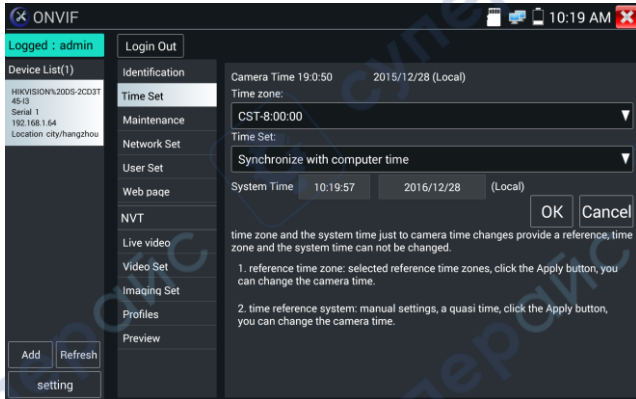 ONVIF
10:19 AM
Logged : admin
Login Out
Device List(1)
HIKVISION%20DS-2CD3T
45-I3
Serial 1
192.168.1.64
Location city/hangzhou
Add
Refresh
setting
Identification
Time Set
Maintenance
Network Set
User Set
Web page
NVT
Live video
Video Set
Imaging Set
Profiles
Preview
Camera Time 19:0:50 2015/12/28 (Local)
Time zone:
CST-8:00:00
Time Set:
Synchronize with computer time
System Time 10:19:57 2016/12/28 (Local)
OK Cancel
time zone and the system time just to camera time changes provide a reference, time
zone and the system time can not be changed.
1. reference time zone: selected reference time zones, click the Apply button, you
can change the camera time.
2. time reference system: manual settings, a quasi time, click the Apply button,
you can change the camera time.